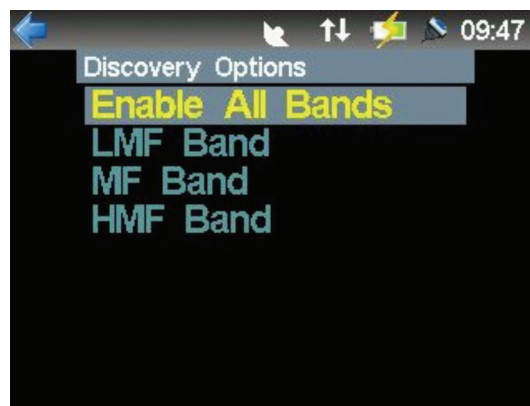 09:47
Discovery Options
Enable All Bands
LMF Band
MF Band
HMF Band